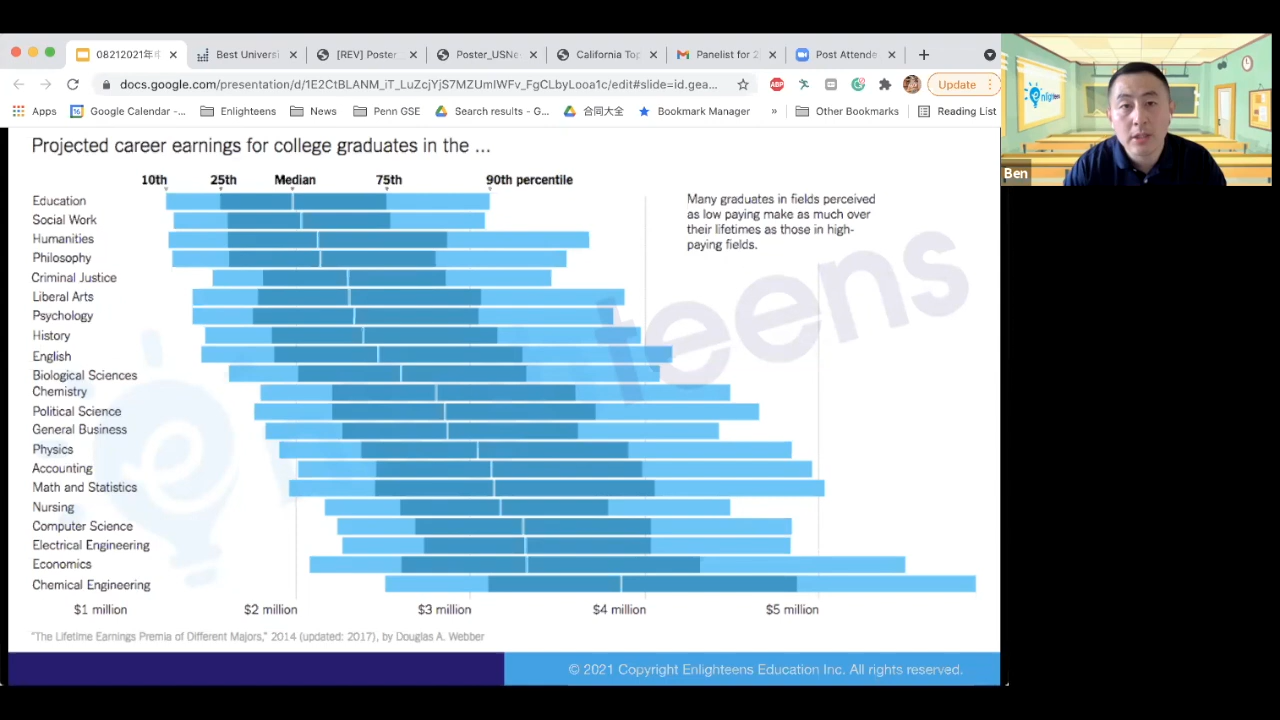 08212021年
Best Universi
[REV] Poster
Poster_USNe
California Top
Panelist for 2
Post Attende
docs.google.com/presentation/d/1E2CtBLANM_iT_LuZhcYrjS7MZUmIWFv_FgCLbyLooa1c/edit#slide=id.gea...
ABP
Update
Apps
Google Calendar -...
Enlighteens
News
Penn GSE
Search results - G...
合同大全
Bookmark Manager
»
Other Bookmarks
Reading List
Projected career earnings for college graduates in the ...
10th 25th Median 75th 90th percentile
Many graduates in fields perceived
as low paying make as much over
their lifetimes as those in high-
paying fields.
Education
Social Work
Humanities
Philosophy
Criminal Justice
Liberal Arts
Psychology
History
English
Biological Sciences
Chemistry
Political Science
General Business
Physics
Accounting
Math and Statistics
Nursing
Computer Science
Electrical Engineering
Economics
Chemical Engineering
$1 million $2 million $3 million $4 million $5 million
"The Lifetime Earnings Premia of Different Majors," 2014 (updated: 2017), by Douglas A. Webber
© 2021 Copyright Enlighteens Education Inc. All rights reserved.
teens
enlighteens
Ben